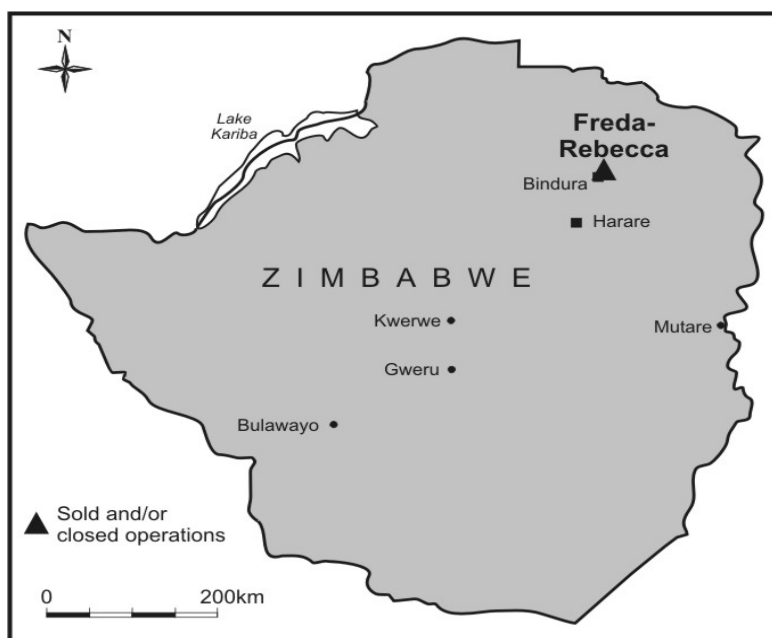 N
Lake
Kariba
Freda-
Rebecca
Bindura
Harare
ZIMBABWE
Kwerwe
Mutare
Gweru
Bulawayo
Sold and/or
closed operations
0 200km